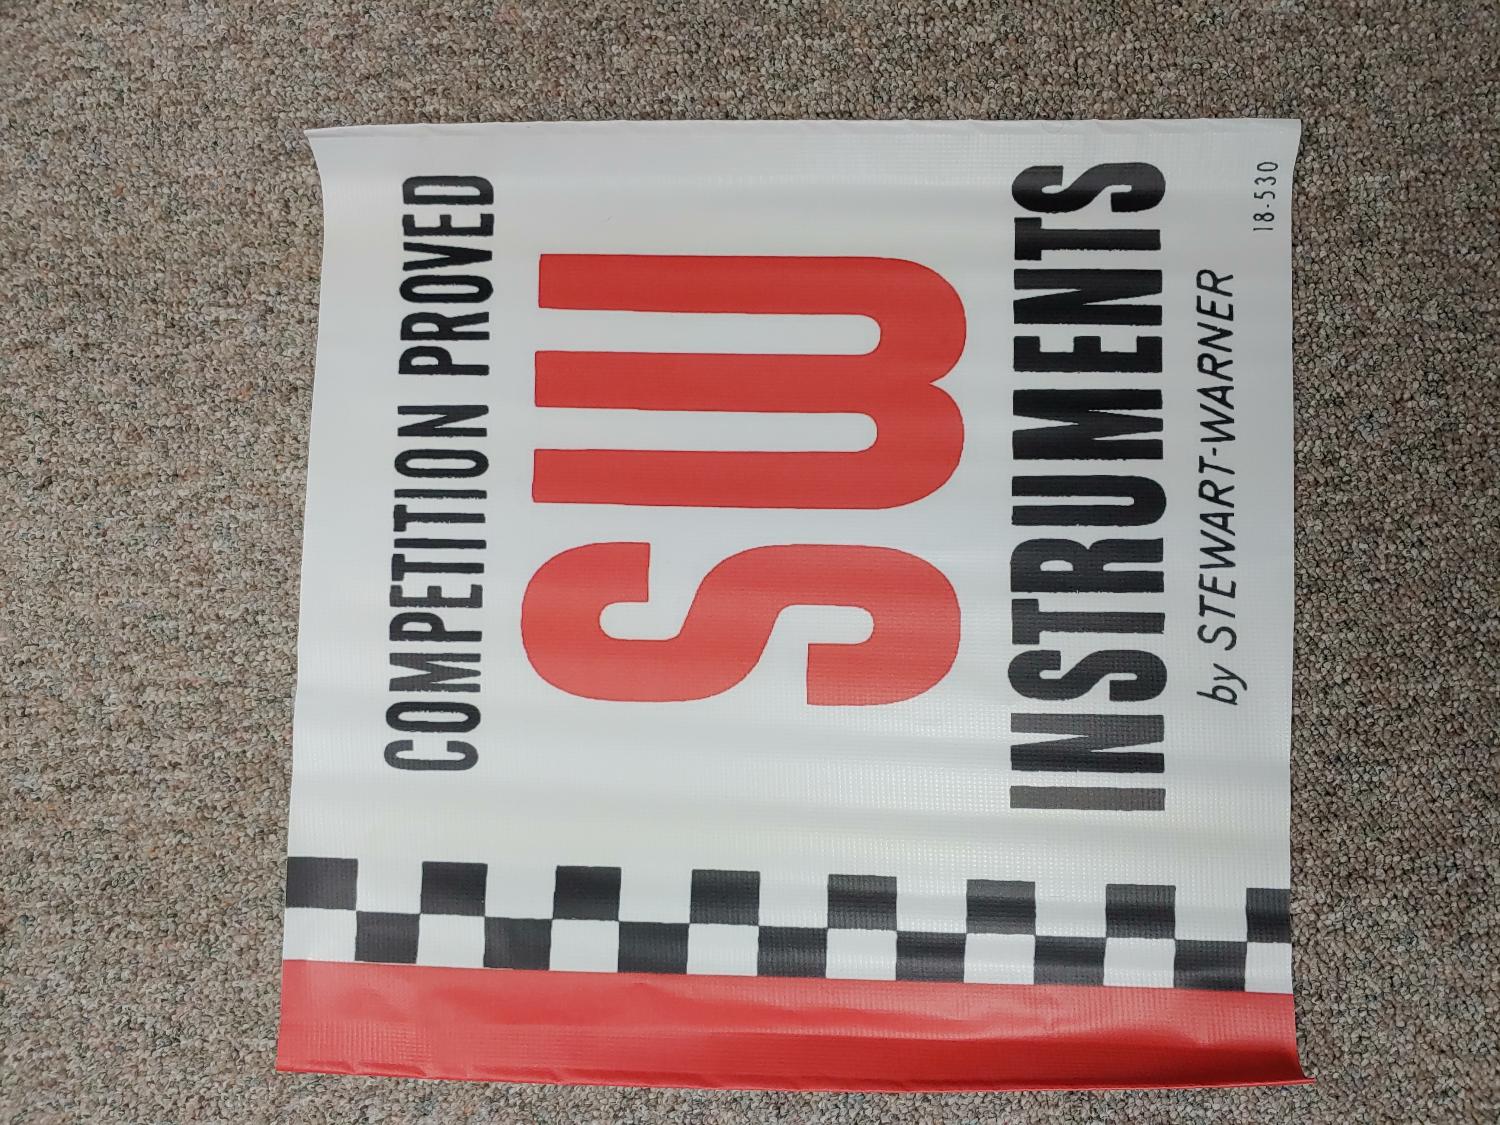 COMPETITION PROVED
SW
INSTRUMENTS
by STEWART-WARNER
18-530